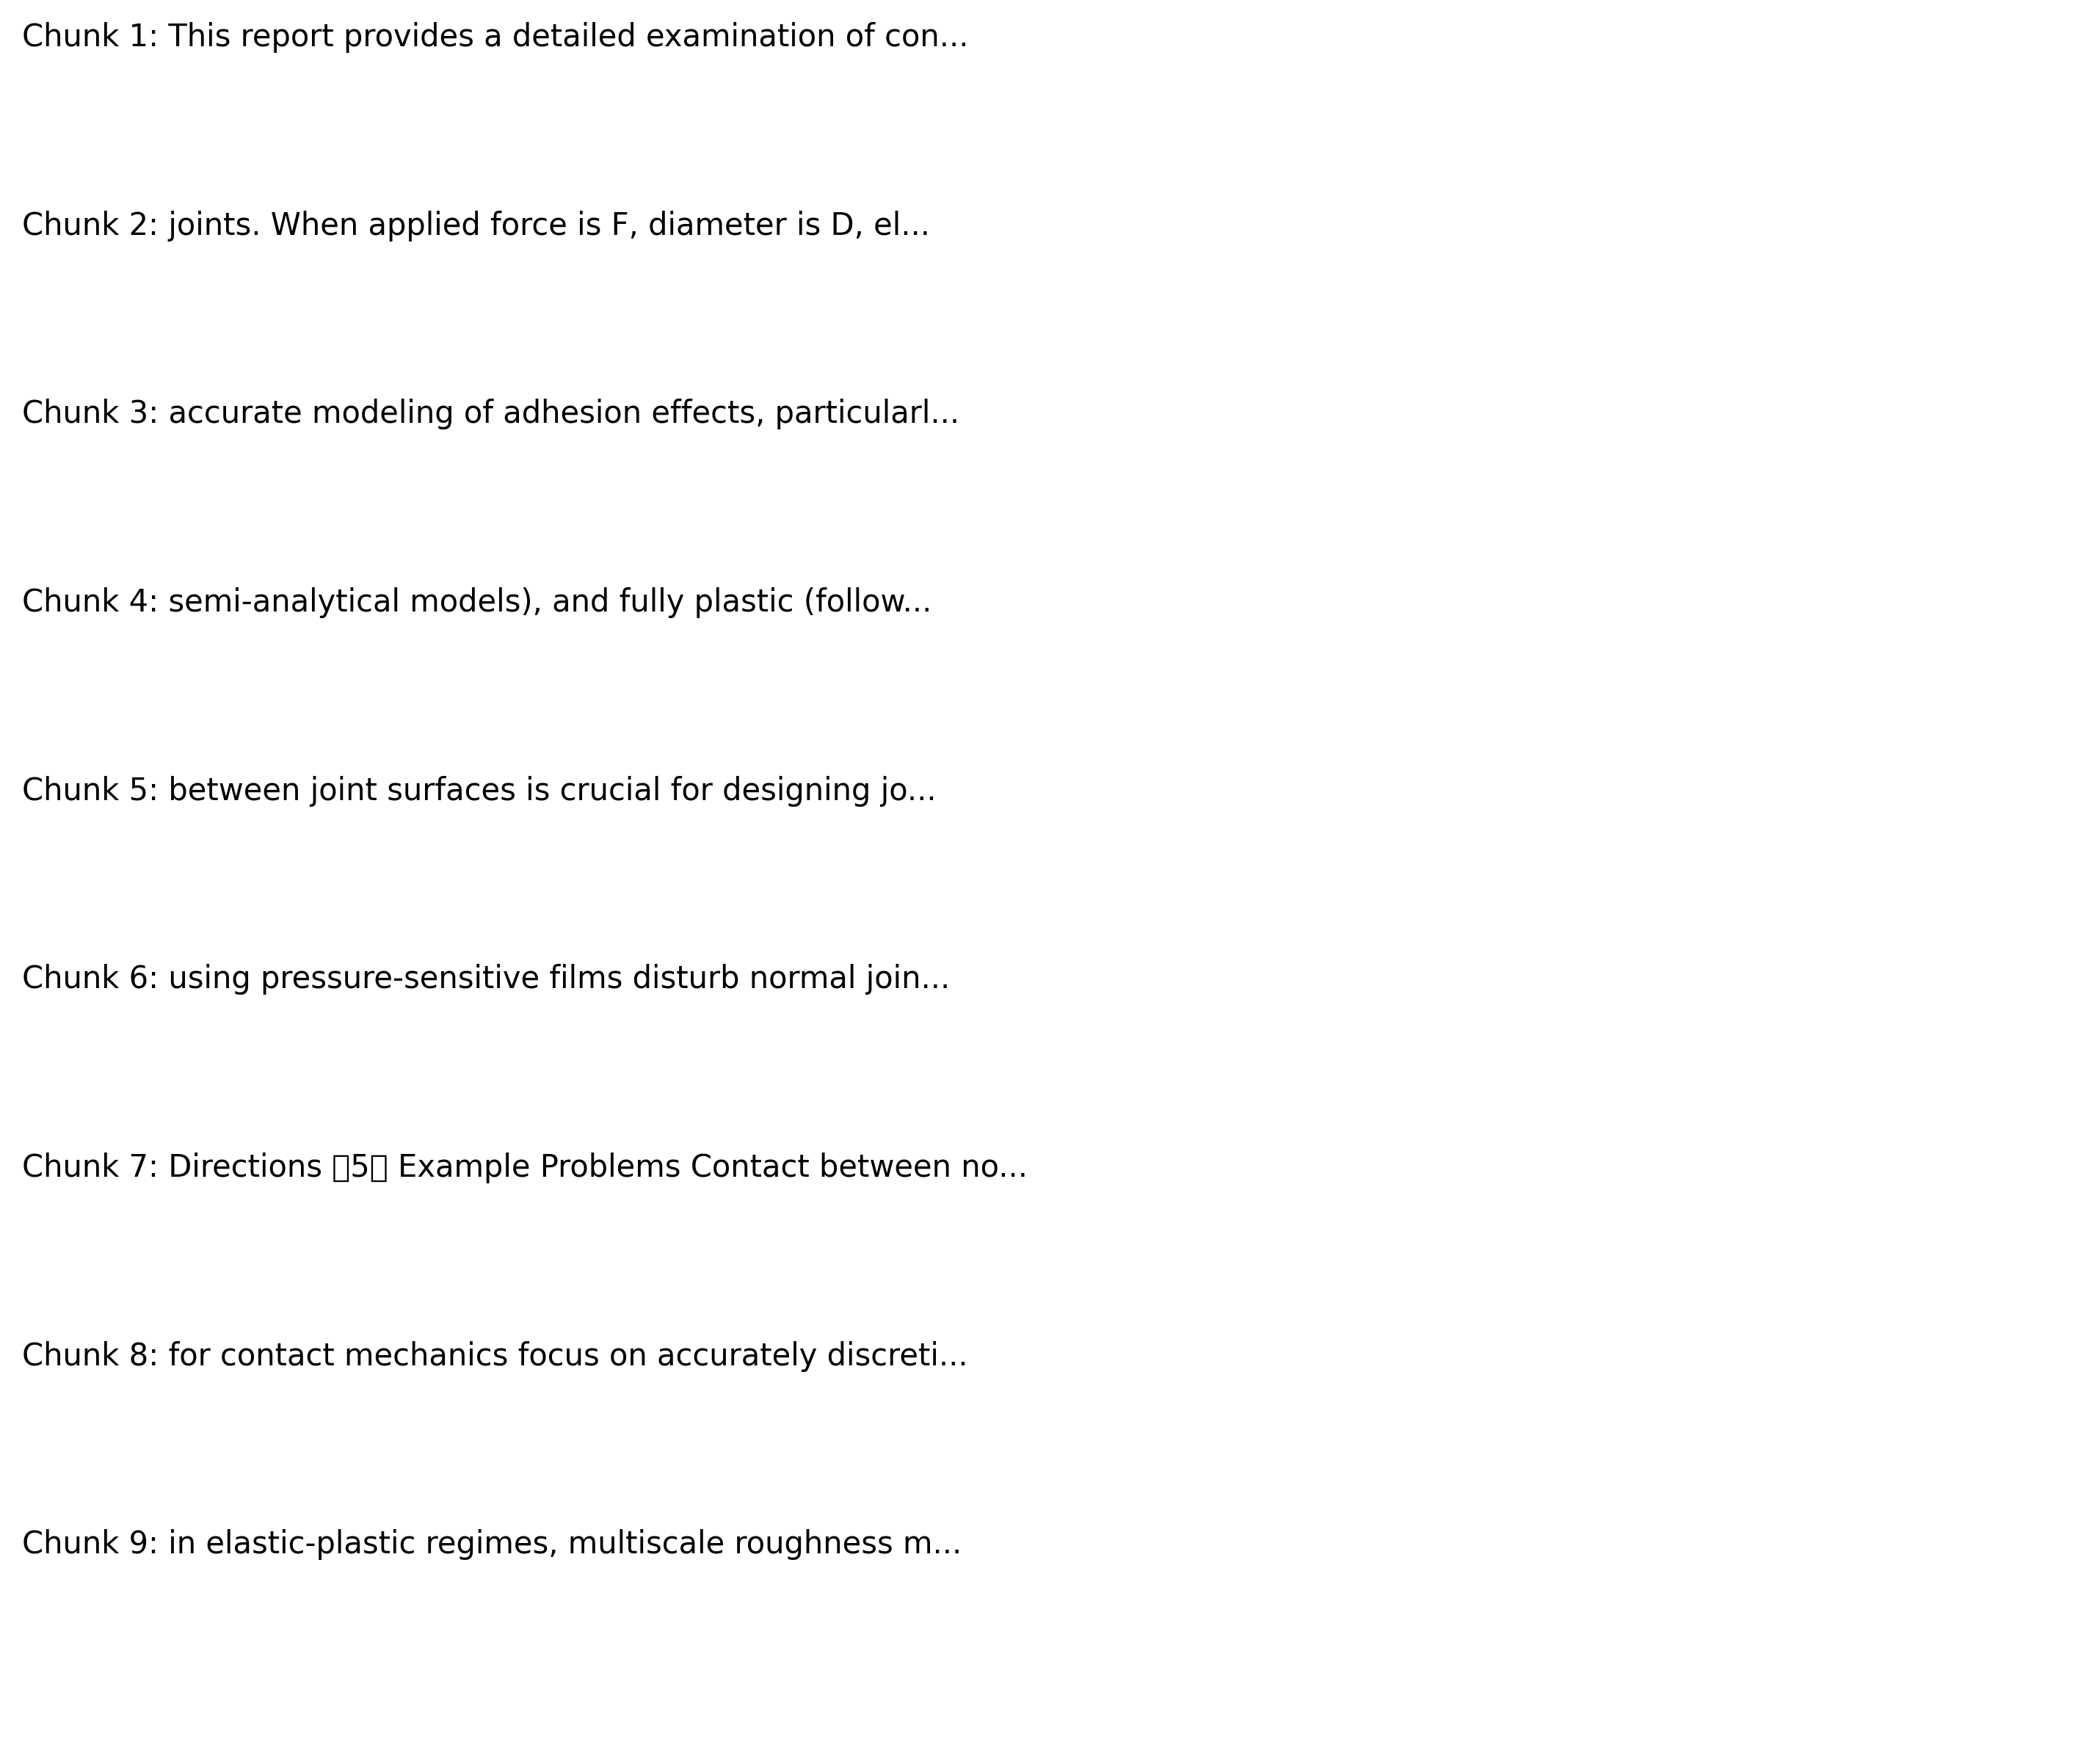 Chunk 1: This report provides a detailed examination of con...
Chunk 2: joints. When applied force is F, diameter is D, el...
Chunk 3: accurate modeling of adhesion effects, particularl...
Chunk 4: semi-analytical models), and fully plastic (follow...
Chunk 5: between joint surfaces is crucial for designing jo...
Chunk 6: using pressure-sensitive films disturb normal join...
Chunk 7: Directions 5 Example Problems Contact between no...
Chunk 8: for contact mechanics focus on accurately discreti...
Chunk 9: in elastic-plastic regimes, multiscale roughness m...